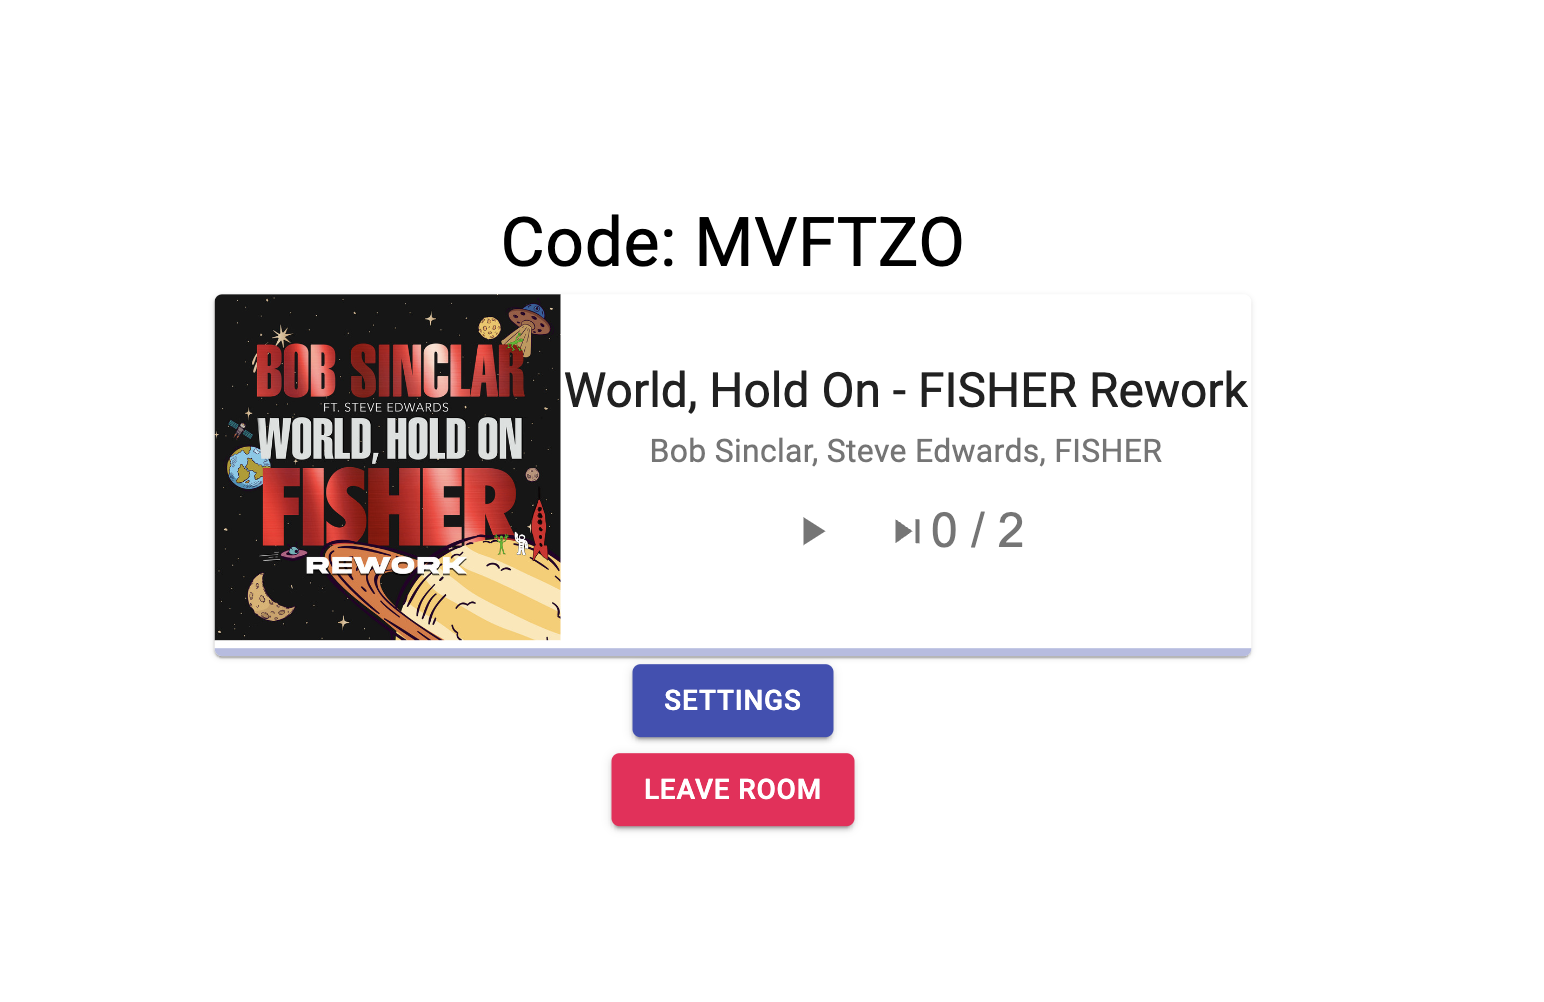 Code: MVFTZO
BOB SINCLAR
FT. STEVE EDWARDS
WORLD, HOLD ON
FISHER
REWORK
World, Hold On - FISHER Rework
Bob Sinclar, Steve Edwards, FISHER
0 / 2
SETTINGS
LEAVE ROOM